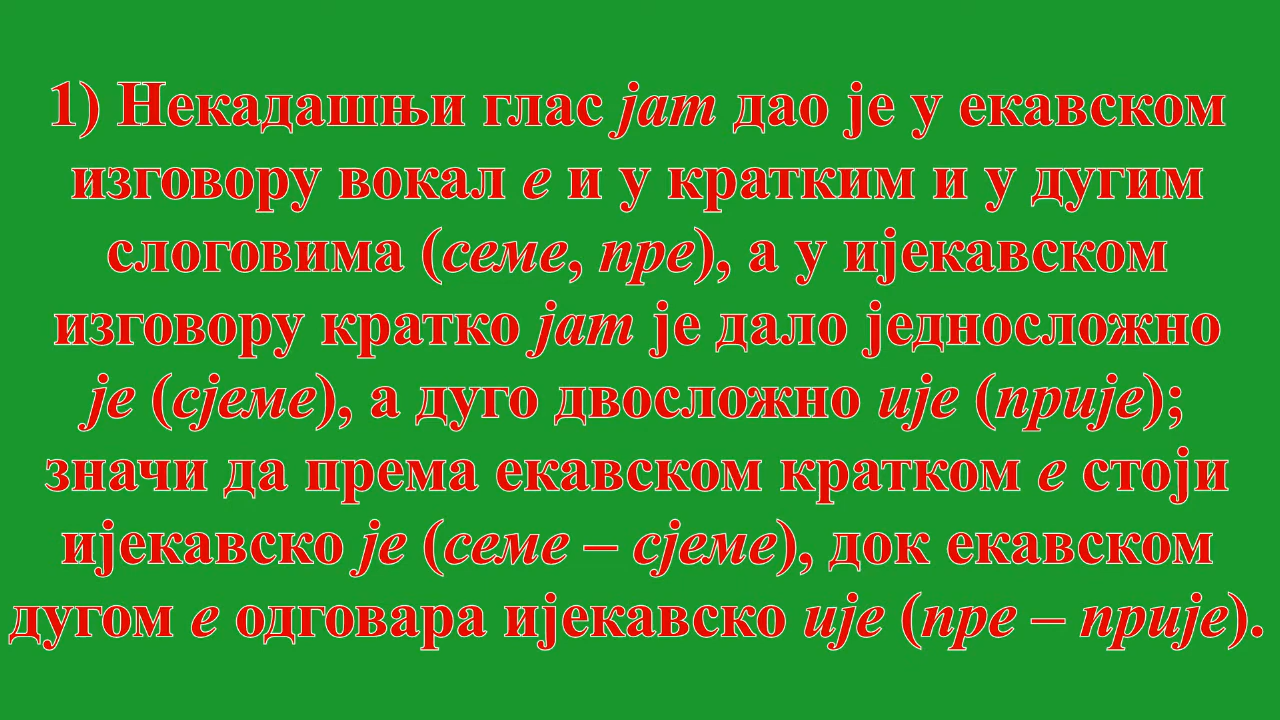 1) Некадашњи глас јат дао је у екавском
изговору вокал е и у кратким и у дугим
слоговима (семе, пре), а у ијекавском
изговору кратко јат је дало једносложно
је (сјеме), а дуго двосложно ије (прије);
значи да према екавском кратком е стоји
ијекавско је (семе – сјеме), док екавском
дугом е одговара ијекавско ије (пре – прије).